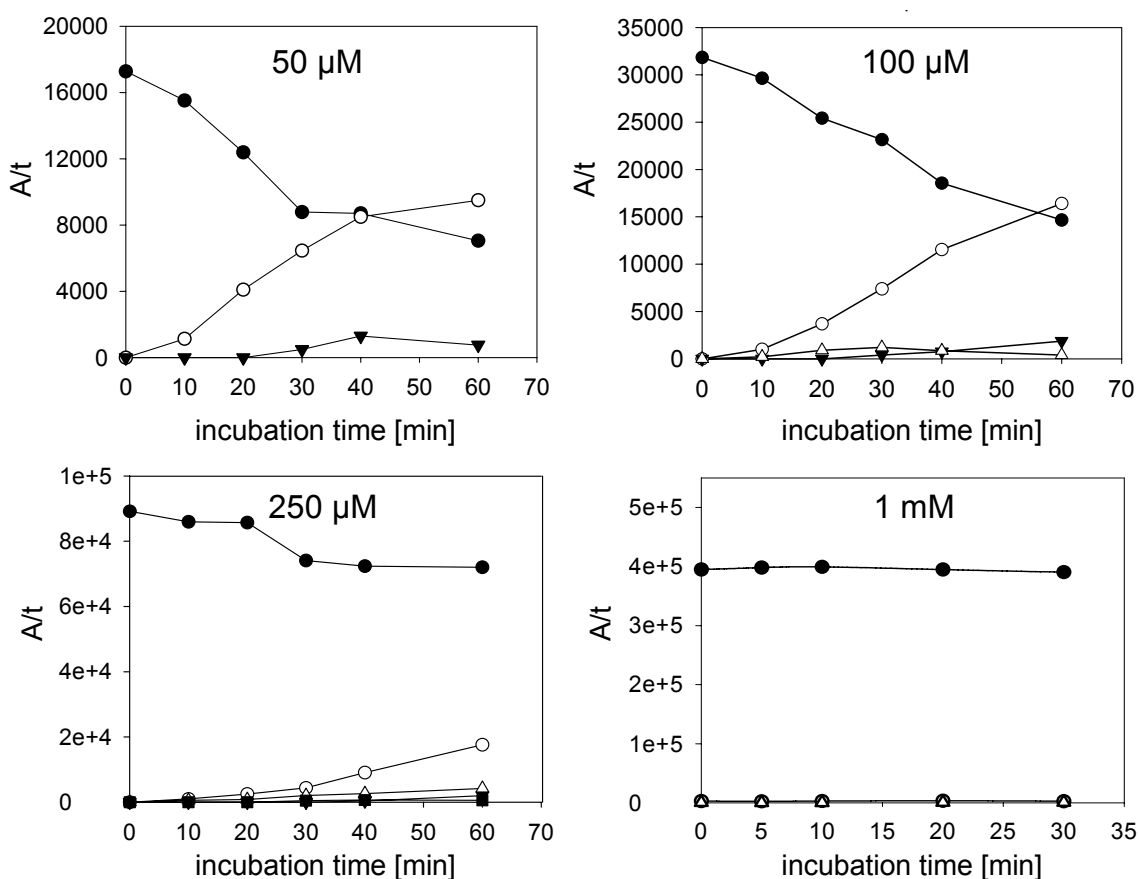 50 µM
A/t
20000
16000
12000
8000
4000
0
0 10 20 30 40 50 60 70
incubation time [min]
100 µM
A/t
35000
30000
25000
20000
15000
10000
5000
0
0 10 20 30 40 50 60 70
incubation time [min]
250 µM
A/t
1e+5
8e+4
6e+4
4e+4
2e+4
0
0 10 20 30 40 50 60 70
incubation time [min]
1 mM
A/t
5e+5
4e+5
3e+5
2e+5
1e+5
0
0 5 10 15 20 25 30 35
incubation time [min]